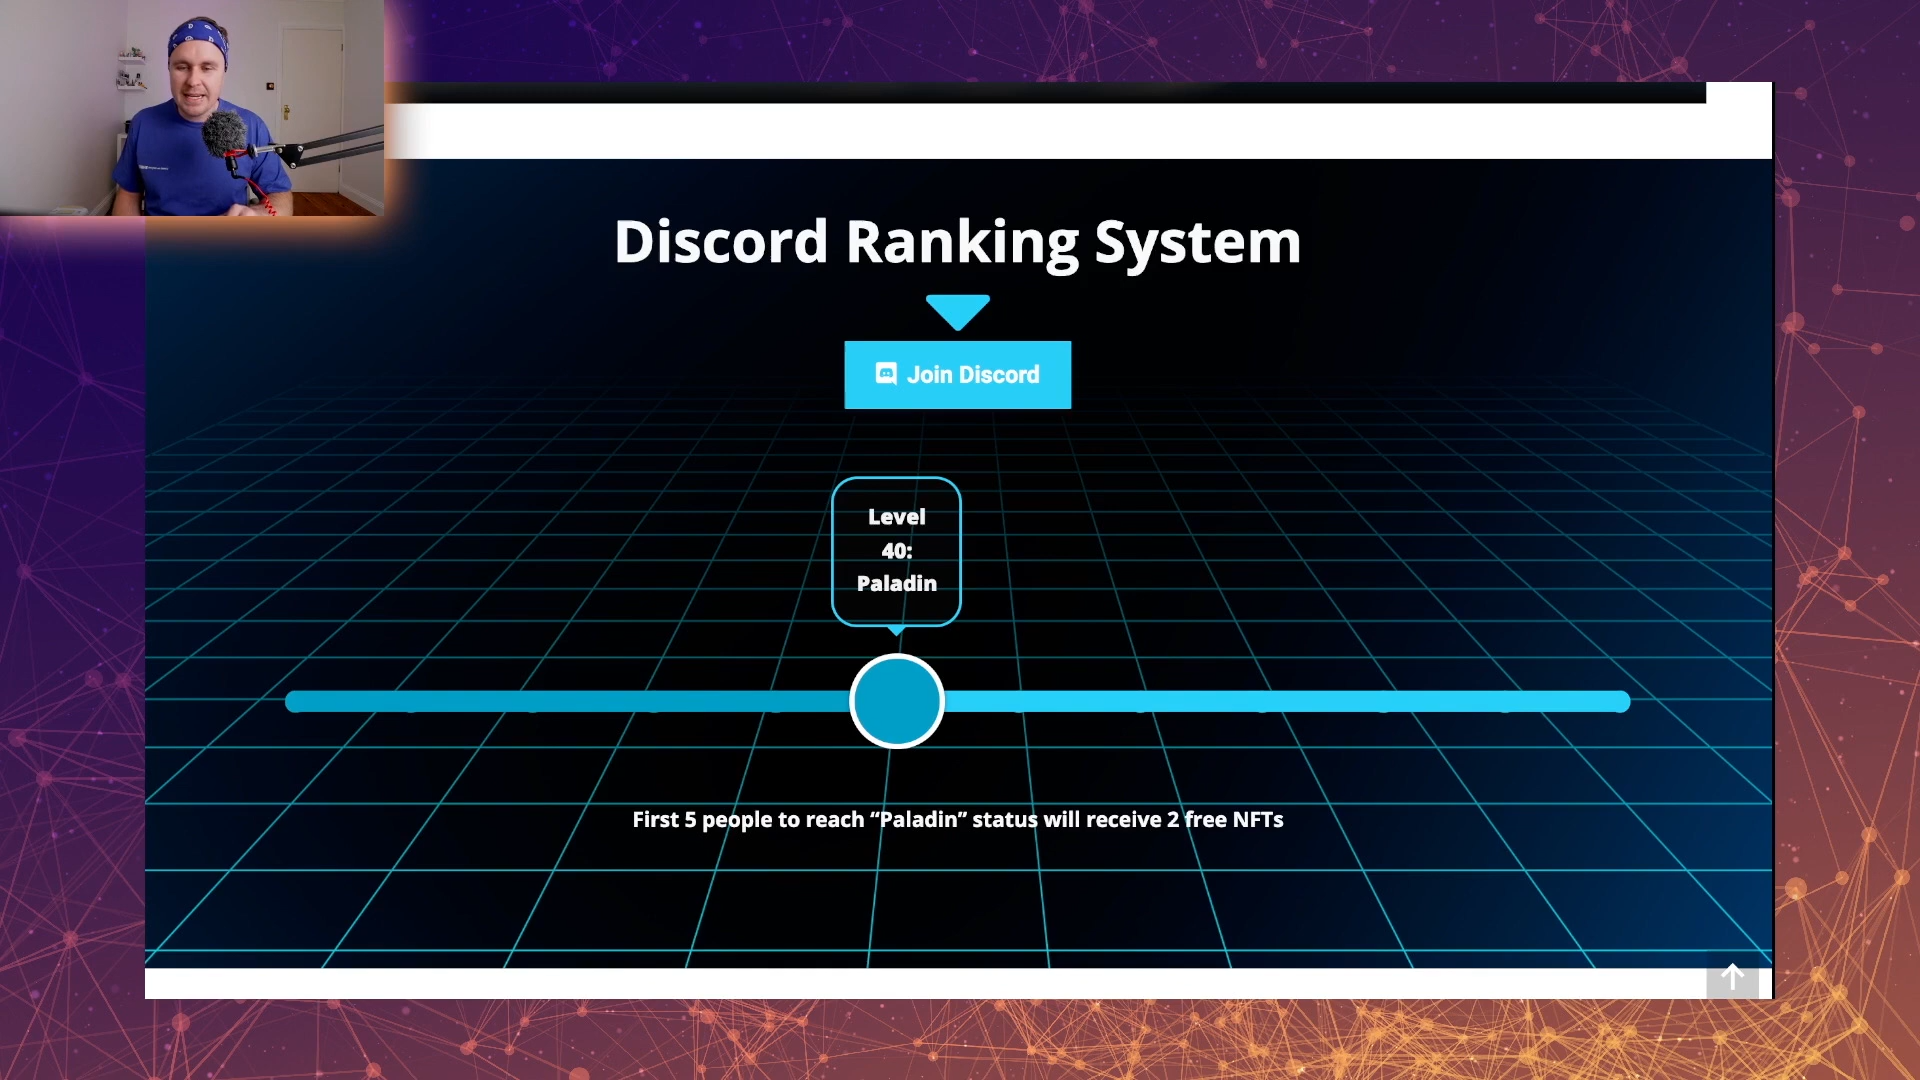 Discord Ranking System
Join Discord
Level
40:
Paladin
First 5 people to reach “Paladin” status will receive 2 free NFTs